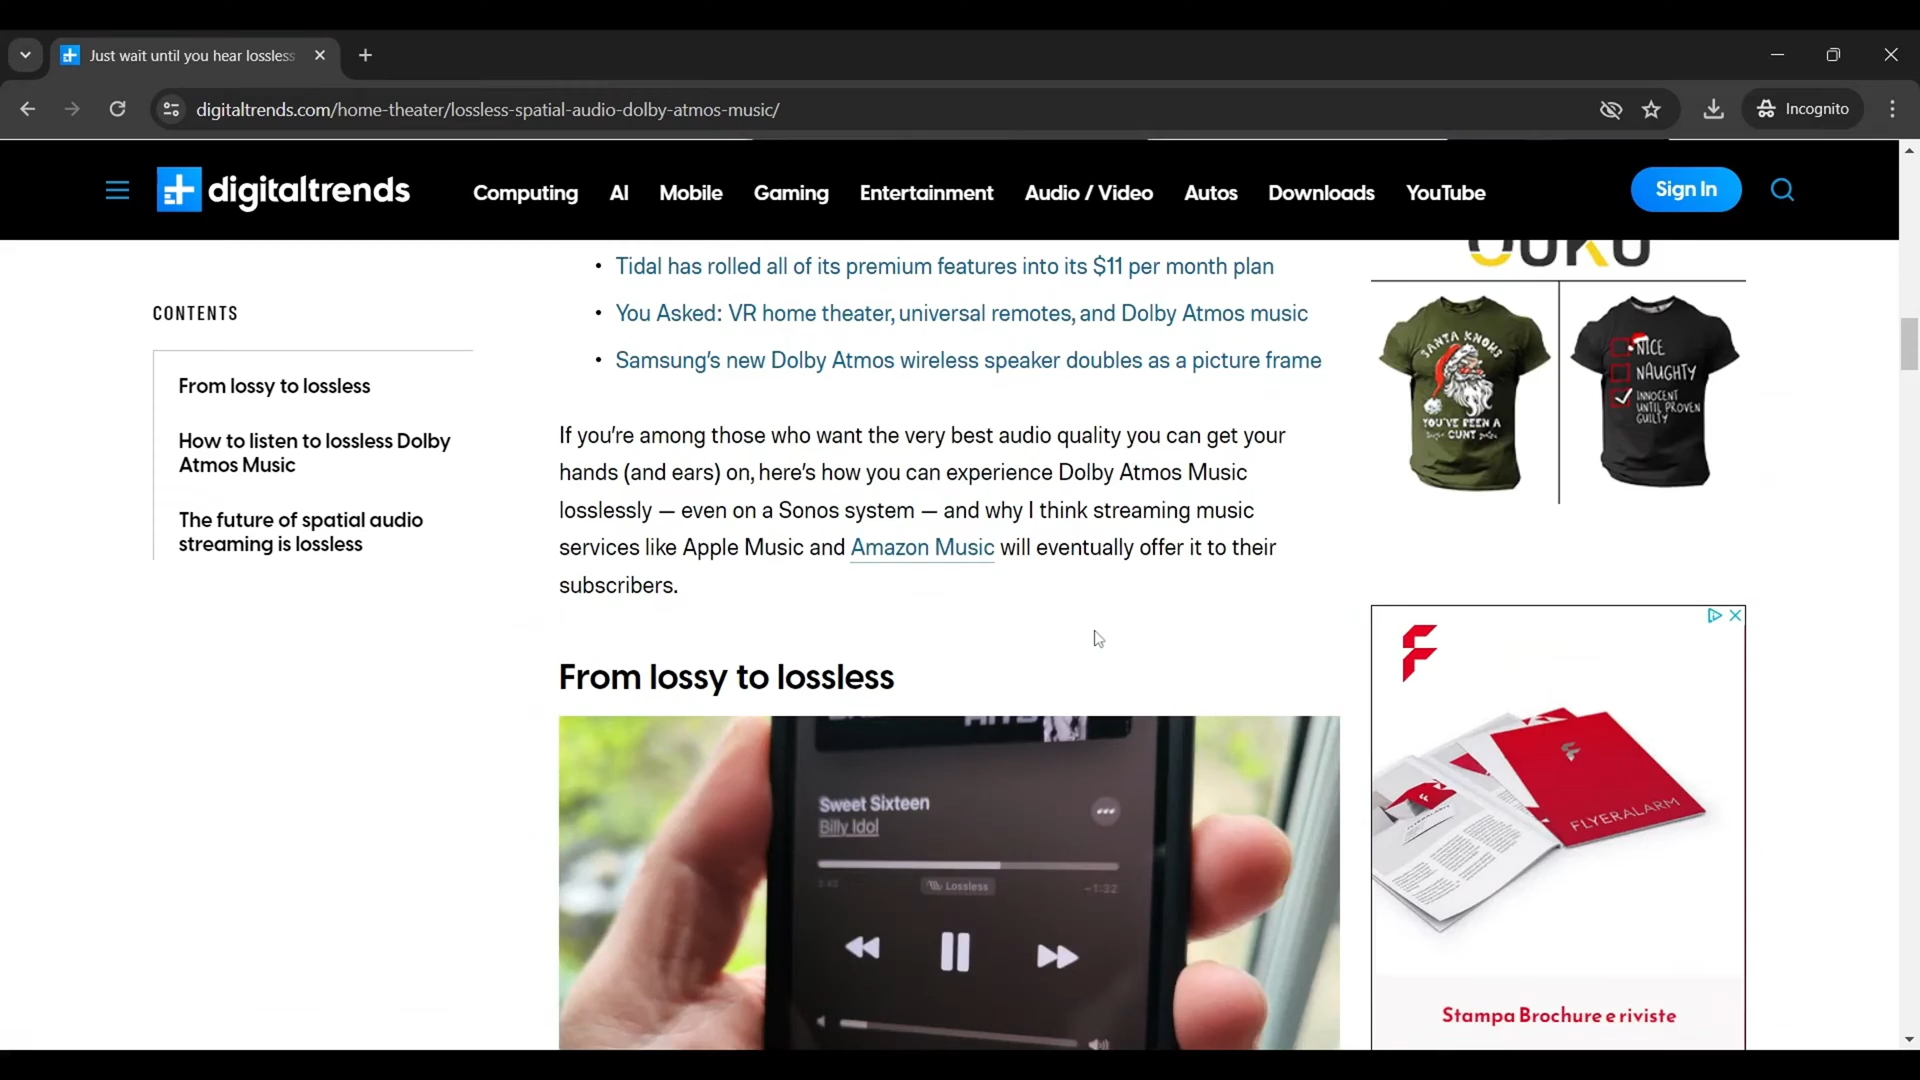 Just wait until you hear lossless
digitaltrends.com/home-theater/lossless-spatial-audio-dolby-atmos-music/
Incognito
digitaltrends
Computing
AI
Mobile
Gaming
Entertainment
Audio / Video
Autos
Downloads
YouTube
Sign In
CONTENTS
From lossy to lossless
How to listen to lossless Dolby
Atmos Music
The future of spatial audio
streaming is lossless
• Tidal has rolled all of its premium features into its $11 per month plan
• You Asked: VR home theater, universal remotes, and Dolby Atmos music
• Samsung's new Dolby Atmos wireless speaker doubles as a picture frame
If you're among those who want the very best audio quality you can get your
hands (and ears) on, here's how you can experience Dolby Atmos Music
losslessly — even on a Sonos system — and why I think streaming music
services like Apple Music and Amazon Music will eventually offer it to their
subscribers.
From lossy to lossless
Sweet Sixteen
Billy Idol
Lossless
-1:32
SANTA KNOWS
YOU'VE BEEN A
CUNT
NICE
NAUGHTY
INNOCENT
UNTIL PROVEN
GUILTY
FLYERALARM
Stampa Brochure e riviste